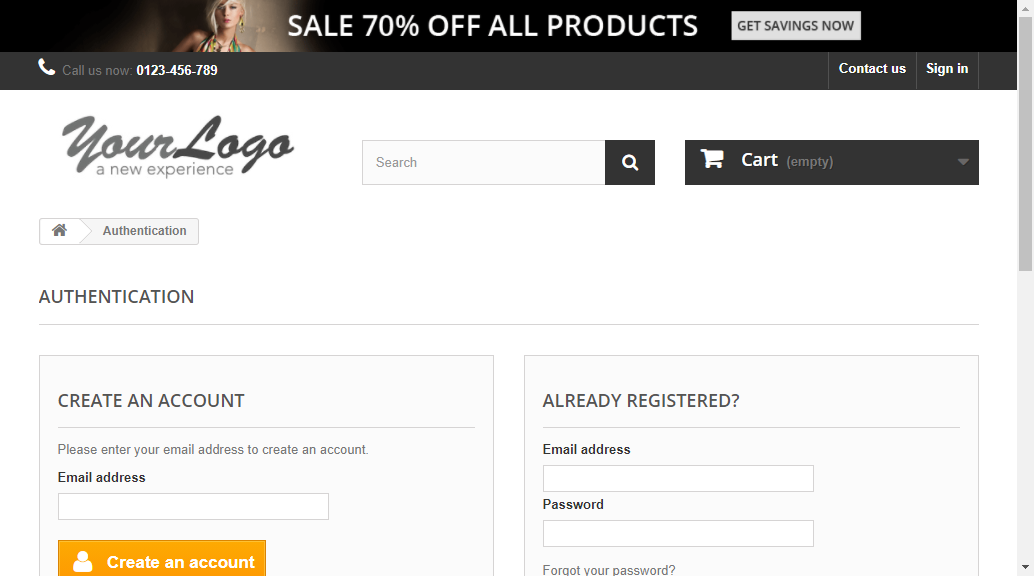 SALE 70% OFF ALL PRODUCTS GET SAVINGS NOW
Call us now: 0123-456-789 Contact us Sign in
YourLogo
a new experience
Search
Cart (empty)
Authentication
AUTHENTICATION
CREATE AN ACCOUNT
Please enter your email address to create an account.
Email address
Create an account
ALREADY REGISTERED?
Email address
Password
Forgot your password?